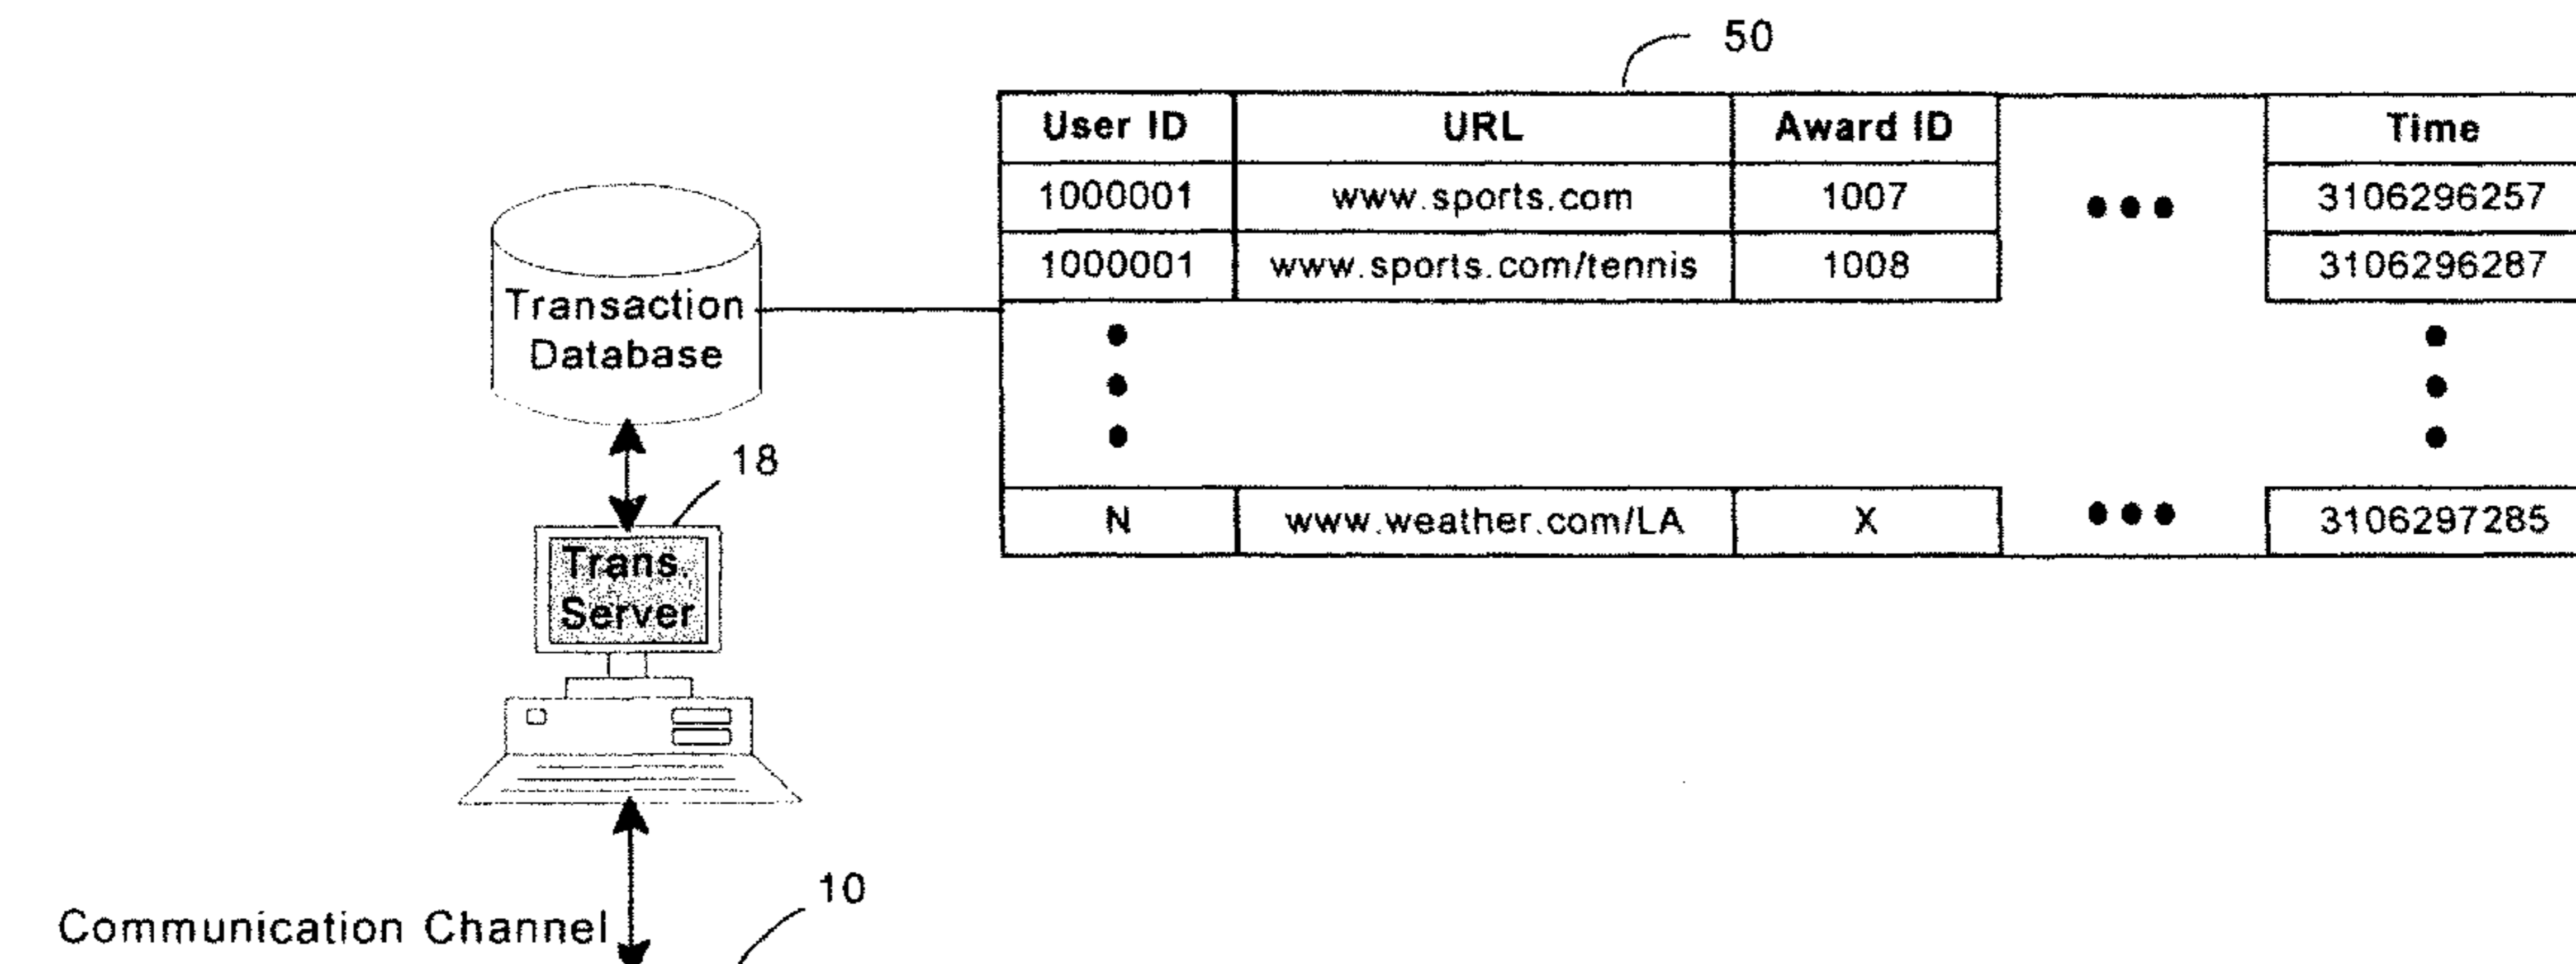 50
User ID URL Award ID Time
1000001 www.sports.com 1007 ●●● 3106296257
1000001 www.sports.com/tennis 1008 3106296287
N www.weather.com/LA X ●●● 3106297285
Transaction
Database
18
Trans.
Server
10
Communication Channel